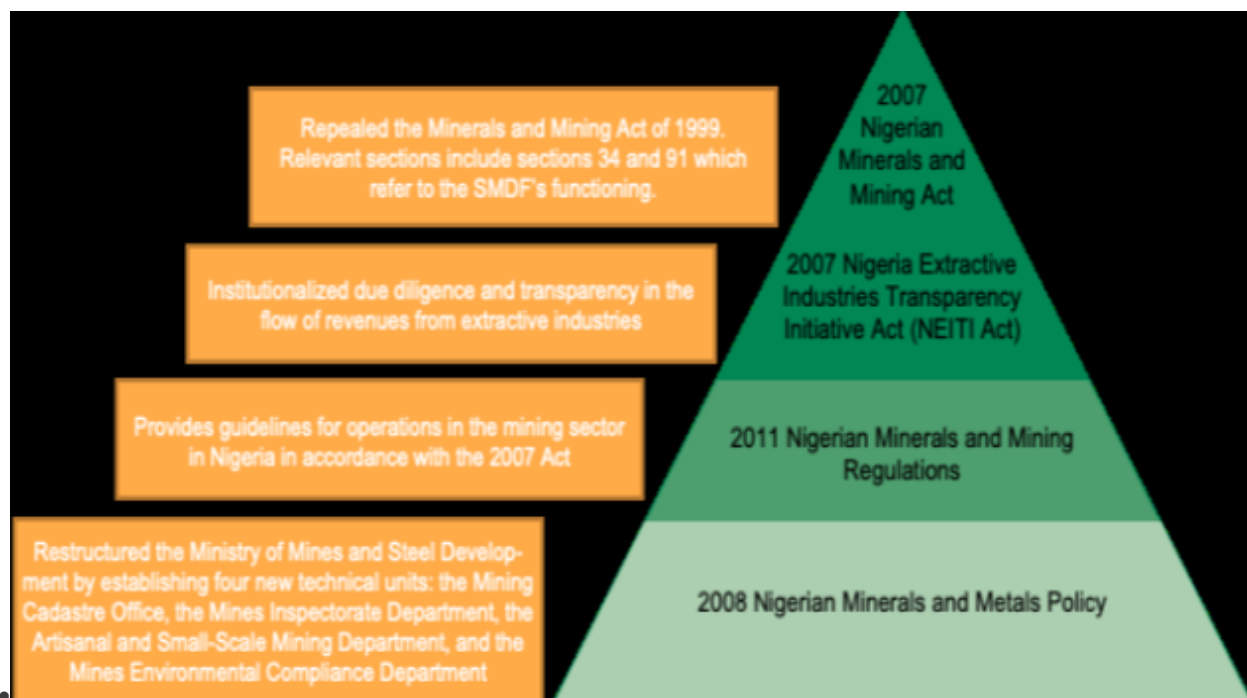 Repealed the Minerals and Mining Act of 1999.
Relevant sections include sections 34 and 91 which
refer to the SMDF's functioning.
2007
Nigerian
Minerals and
Mining Act
Institutionalized due diligence and transparency in the
flow of revenues from extractive industries
2007 Nigeria Extractive
Industries Transparency
Initiative Act (NEITI Act)
Provides guidelines for operations in the mining sector
in Nigeria in accordance with the 2007 Act
2011 Nigerian Minerals and Mining
Regulations
Restructured the Ministry of Mines and Steel Develop-
ment by establishing four new technical units: the Mining
Cadastre Office, the Mines Inspectorate Department, the
Artisanal and Small-Scale Mining Department, and the
Mines Environmental Compliance Department
2008 Nigerian Minerals and Metals Policy